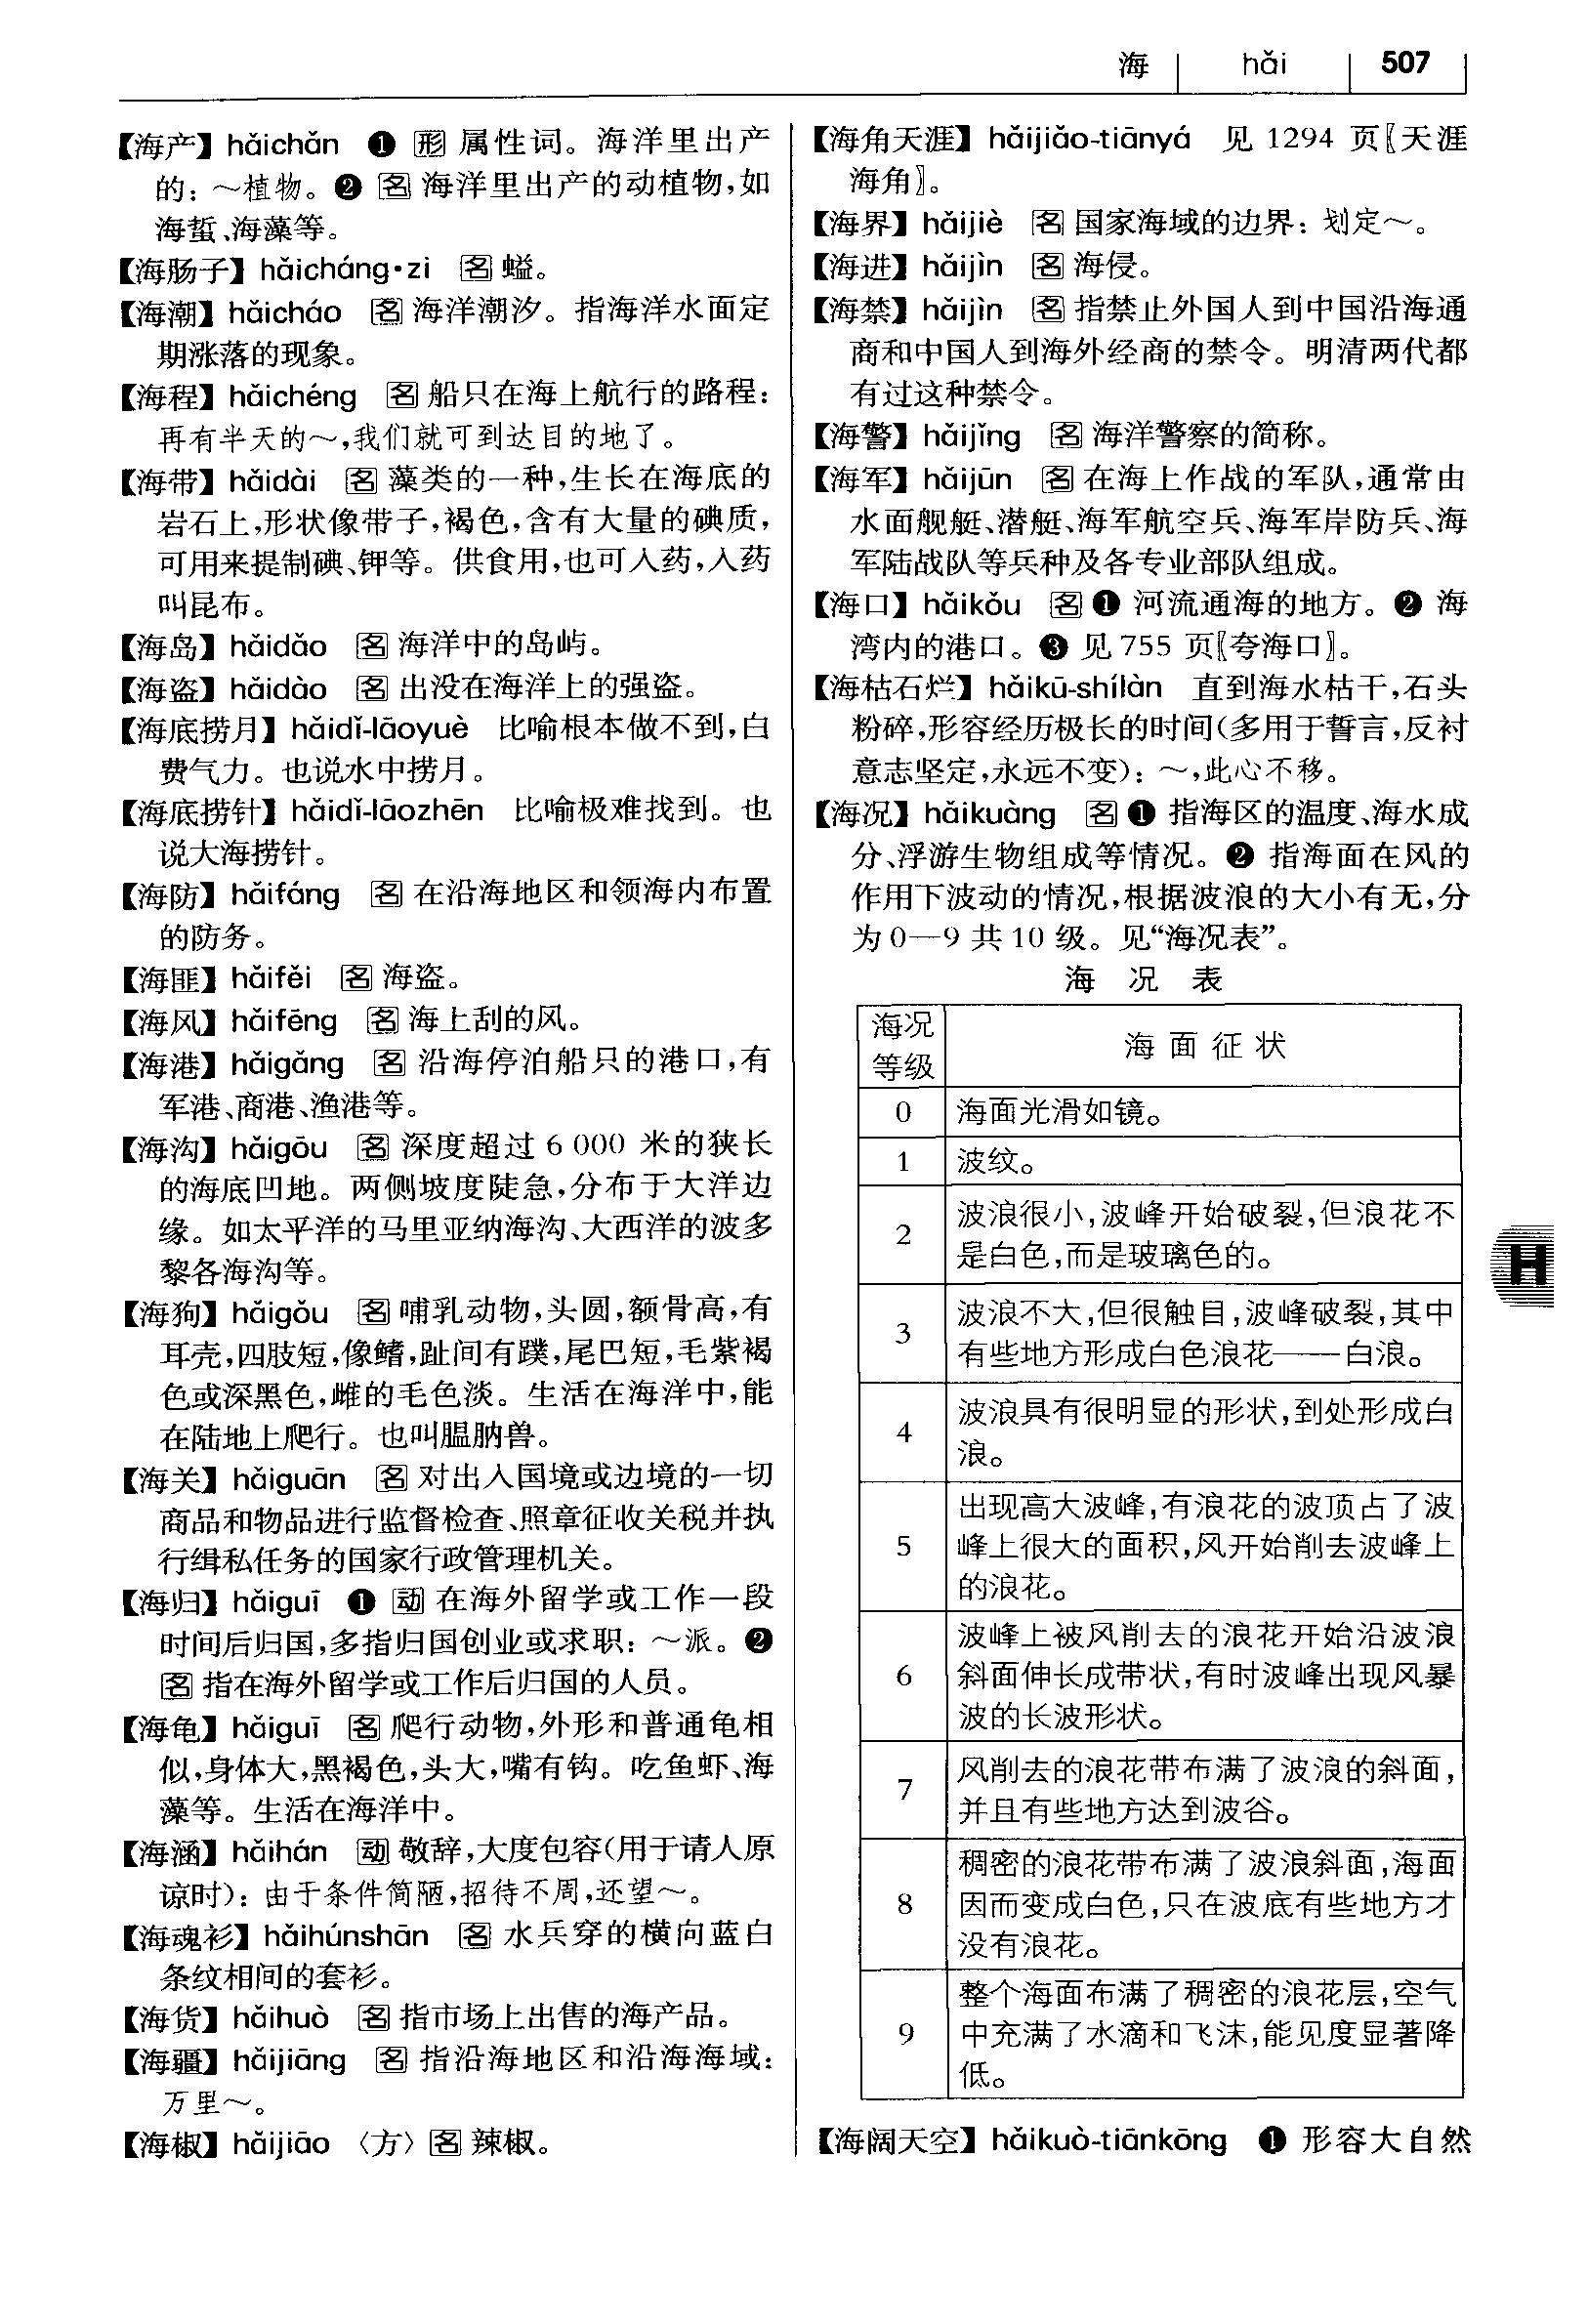 海 hǎi 507
【海产】 hǎichǎn ❶ 形 属性词。海洋里出产
的：～植物。❷ 名 海洋里出产的动植物，如
海蜇、海藻等。
【海肠子】 hǎicháng·zi 名 螠。
【海潮】 hǎicháo 名 海洋潮汐。指海洋水面定
期涨落的现象。
【海程】 hǎichéng 名 船只在海上航行的路程：
再有半天的～，我们就可到达目的地了。
【海带】 hǎidài 名 藻类的一种，生长在海底的
岩石上，形状像带子，褐色，含有大量的碘质，
可用来提制碘、钾等。供食用，也可入药，入药
叫昆布。
【海岛】 hǎidǎo 名 海洋中的岛屿。
【海盗】 hǎidào 名 出没在海洋上的强盗。
【海底捞月】 hǎidǐ-lāoyuè 比喻根本做不到，白
费气力。也说水中捞月。
【海底捞针】 hǎidǐ-lāozhēn 比喻极难找到。也
说大海捞针。
【海防】 hǎifáng 名 在沿海地区和领海内布置
的防务。
【海匪】 hǎifěi 名 海盗。
【海风】 hǎifēng 名 海上刮的风。
【海港】 hǎigǎng 名 沿海停泊船只的港口，有
军港、商港、渔港等。
【海沟】 hǎigōu 名 深度超过 6 000 米的狭长
的海底凹地。两侧坡度陡急，分布于大洋边
缘。如太平洋的马里亚纳海沟、大西洋的波多
黎各海沟等。
【海狗】 hǎigǒu 名 哺乳动物，头圆，额骨高，有
耳壳，四肢短，像鳍，趾间有蹼，尾巴短，毛紫褐
色或深黑色，雌的毛色淡。生活在海洋中，能
在陆地上爬行。也叫腽肭兽。
【海关】 hǎiguān 名 对出入国境或边境的一切
商品和物品进行监督检查、照章征收关税并执
行缉私任务的国家行政管理机关。
【海归】 hǎiguī ❶ 动 在海外留学或工作一段
时间后归国，多指归国创业或求职：～派。❷
名 指在海外留学或工作后归国的人员。
【海龟】 hǎiguī 名 爬行动物，外形和普通龟相
似，身体大，黑褐色，头大，嘴有钩。吃鱼虾、海
藻等。生活在海洋中。
【海涵】 hǎihán 动 敬辞，大度包容（用于请人原
谅时）：由于条件简陋，招待不周，还望～。
【海魂衫】 hǎihúnshān 名 水兵穿的横向蓝白
条纹相间的套衫。
【海货】 hǎihuò 名 指市场上出售的海产品。
【海疆】 hǎijiāng 名 指沿海地区和沿海海域：
万里～。
【海椒】 hǎijiāo 〈方〉 名 辣椒。
【海角天涯】 hǎijiǎo-tiānyá 见 1294 页〖天涯
海角〗。
【海界】 hǎijiè 名 国家海域的边界：划定～。
【海进】 hǎijìn 名 海侵。
【海禁】 hǎijìn 名 指禁止外国人到中国沿海通
商和中国人到海外经商的禁令。明清两代都
有过这种禁令。
【海警】 hǎijǐng 名 海洋警察的简称。
【海军】 hǎijūn 名 在海上作战的军队，通常由
水面舰艇、潜艇、海军航空兵、海军岸防兵、海
军陆战队等兵种及各专业部队组成。
【海口】 hǎikǒu 名 ❶ 河流通海的地方。❷ 海
湾内的港口。❸ 见 755 页〖夸海口〗。
【海枯石烂】 hǎikū-shílàn 直到海水枯干，石头
粉碎，形容经历极长的时间（多用于誓言，反衬
意志坚定，永远不变）：～，此心不移。
【海况】 hǎikuàng 名 ❶ 指海区的温度、海水成
分、浮游生物组成等情况。❷ 指海面在风的
作用下波动的情况，根据波浪的大小有无，分
为 0—9 共 10 级。见“海况表”。
海 况 表
海况
等级
海 面 征 状
0 海面光滑如镜。
1 波纹。
2 波浪很小，波峰开始破裂，但浪花不
是白色，而是玻璃色的。
3 波浪不大，但很触目，波峰破裂，其中
有些地方形成白色浪花——白浪。
4 波浪具有很明显的形状，到处形成白
浪。
5 出现高大波峰，有浪花的波顶占了波
峰上很大的面积，风开始削去波峰上
的浪花。
6 波峰上被风削去的浪花开始沿波浪
斜面伸长成带状，有时波峰出现风暴
波的长波形状。
7 风削去的浪花带布满了波浪的斜面，
并且有些地方达到波谷。
8 稠密的浪花带布满了波浪斜面，海面
因而变成白色，只在波底有些地方才
没有浪花。
9 整个海面布满了稠密的浪花层，空气
中充满了水滴和飞沫，能见度显著降
低。
【海阔天空】 hǎikuò-tiānkōng ❶ 形容大自然
H